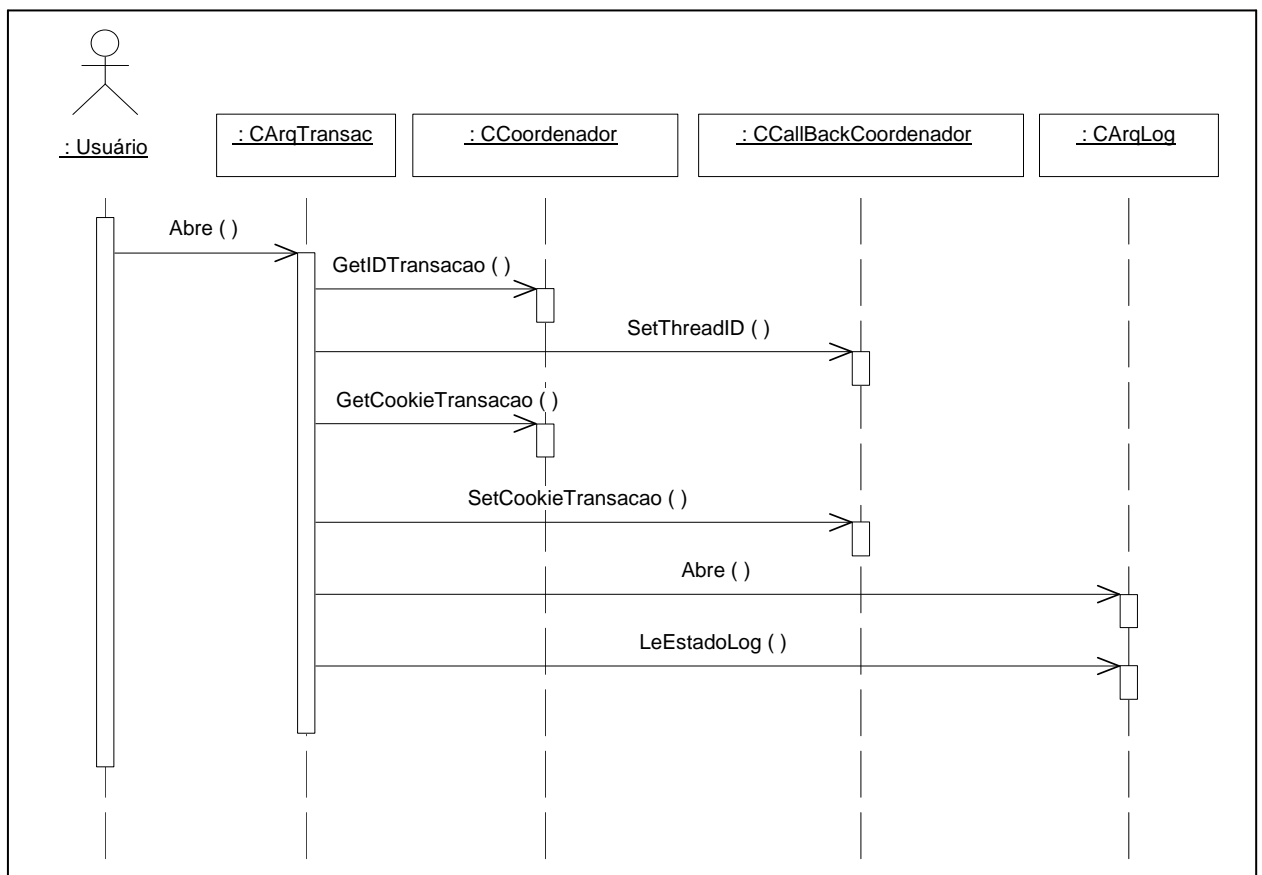 : Usuário
: CArqTransac
: CCoordenador
: CCallBackCoordenador
: CArqLog
Abre ( )
GetIDTransacao ( )
SetThreadID ( )
GetCookieTransacao ( )
SetCookieTransacao ( )
Abre ( )
LeEstadoLog ( )